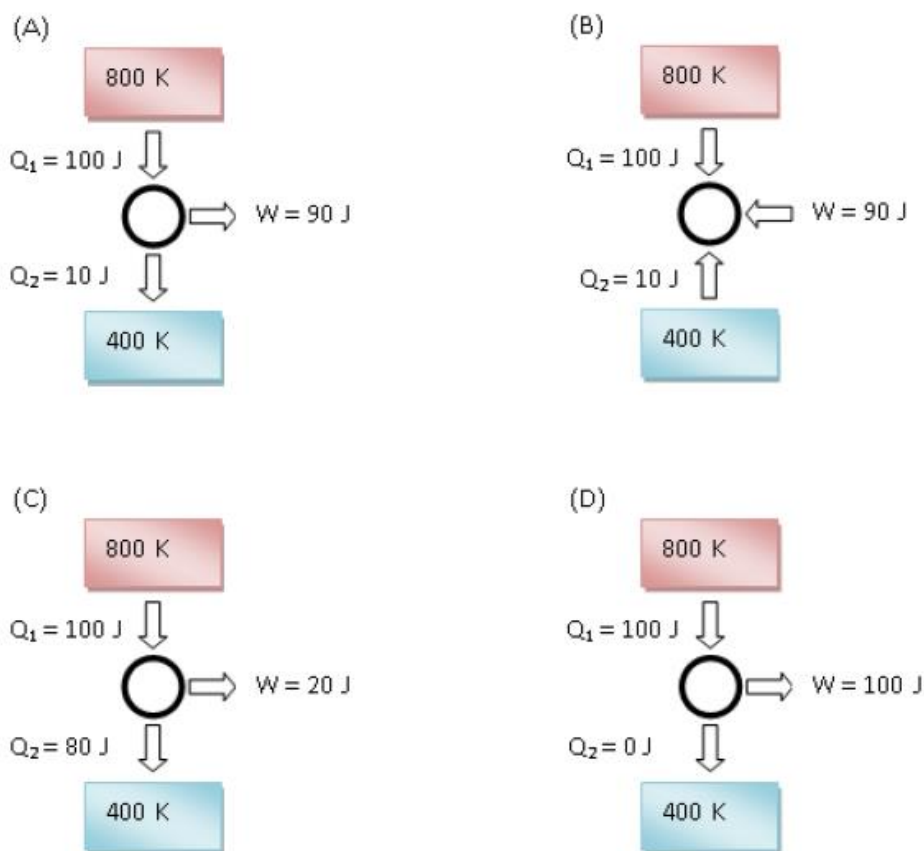 (A)
800 K
Q₁ = 100 J
W = 90 J
Q₂ = 10 J
400 K
(B)
800 K
Q₁ = 100 J
W = 90 J
Q₂ = 10 J
400 K
(C)
800 K
Q₁ = 100 J
W = 20 J
Q₂ = 80 J
400 K
(D)
800 K
Q₁ = 100 J
W = 100 J
Q₂ = 0 J
400 K